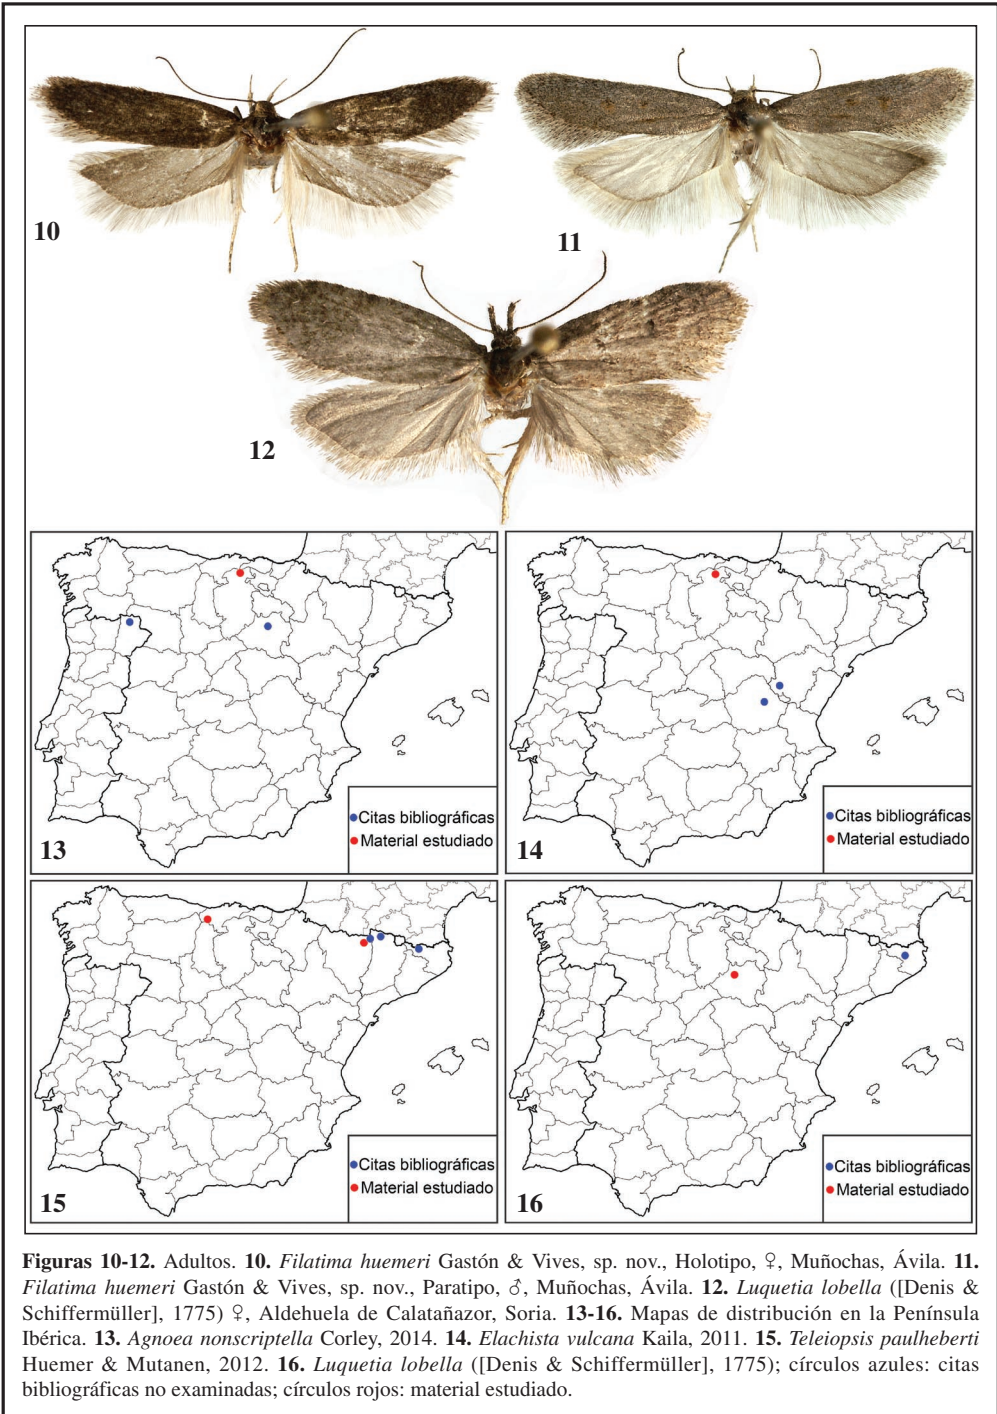 10
11
12
Citas bibliográficas
Material estudiado
13
Citas bibliográficas
Material estudiado
14
Citas bibliográficas
Material estudiado
15
Citas bibliográficas
Material estudiado
16
Figuras 10-12. Adultos. 10. Filatima huemeri Gastón & Vives, sp. nov., Holotipo, ♀, Muñochas, Ávila. 11.
Filatima huemeri Gastón & Vives, sp. nov., Paratipo, ♂, Muñochas, Ávila. 12. Luquetia lobella ([Denis
& Schiffermüller], 1775) ♀, Aldehuela de Calatañazor, Soria. 13-16. Mapas de distribución en la Península
Ibérica. 13. Agnoea nonscriptella Corley, 2014. 14. Elachista vulcana Kaila, 2011. 15. Teleiopsis paulheberti
Huemer & Mutanen, 2012. 16. Luquetia lobella ([Denis & Schiffermüller], 1775); círculos azules: citas
bibliográficas no examinadas; círculos rojos: material estudiado.